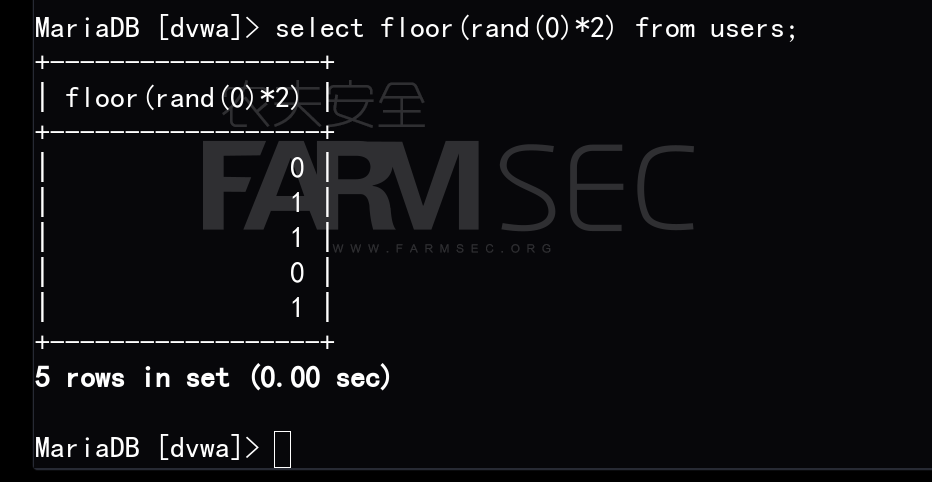 MariaDB [dvwa]> select floor(rand(0)*2) from users;
+------------------+
| floor(rand(0)*2) |
+------------------+
|                0 |
|                1 |
|                1 |
|                0 |
|                1 |
+------------------+
5 rows in set (0.00 sec)
MariaDB [dvwa]>
农夫安全
FARMSEC
WWW.FARMSEC.ORG